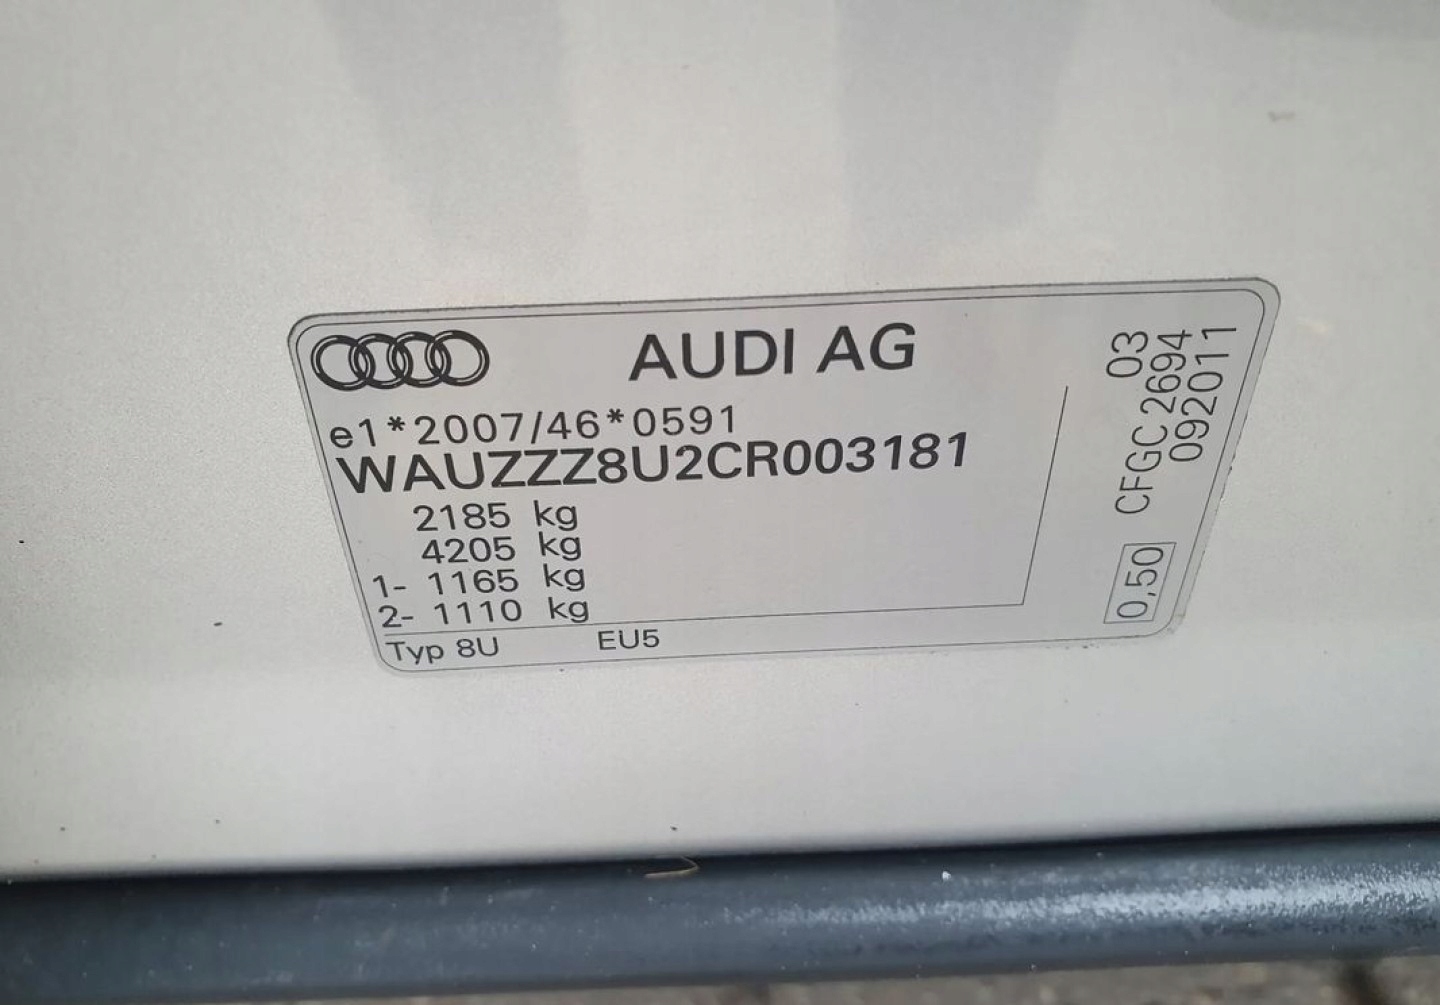 AUDI AG
e1*2007/46*0591
WAUZZZ8U2CR003181
2185 kg
4205 kg
1- 1165 kg
2- 1110 kg
Typ 8U EU5
03
0,50 CFGC 2694
092011